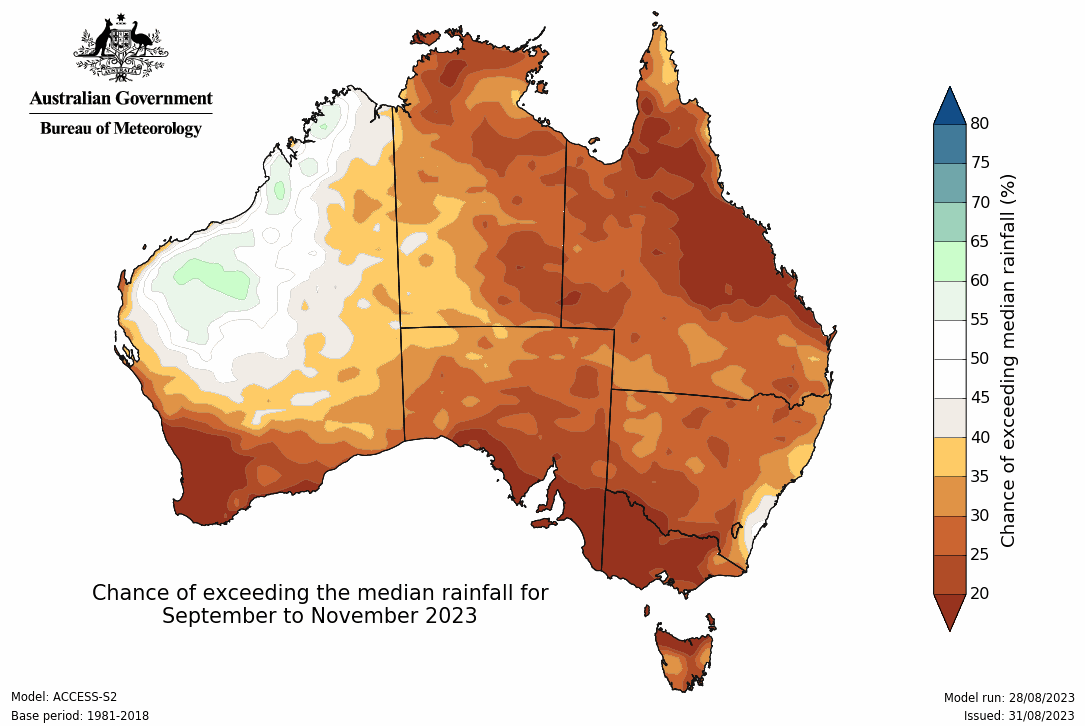 AUSTRALIA
Australian Government
Bureau of Meteorology
80
75
70
65
60
55
50
45
40
35
30
25
20
Chance of exceeding median rainfall (%)
Chance of exceeding the median rainfall for
September to November 2023
Model: ACCESS-S2
Base period: 1981-2018
Model run: 28/08/2023
Issued: 31/08/2023